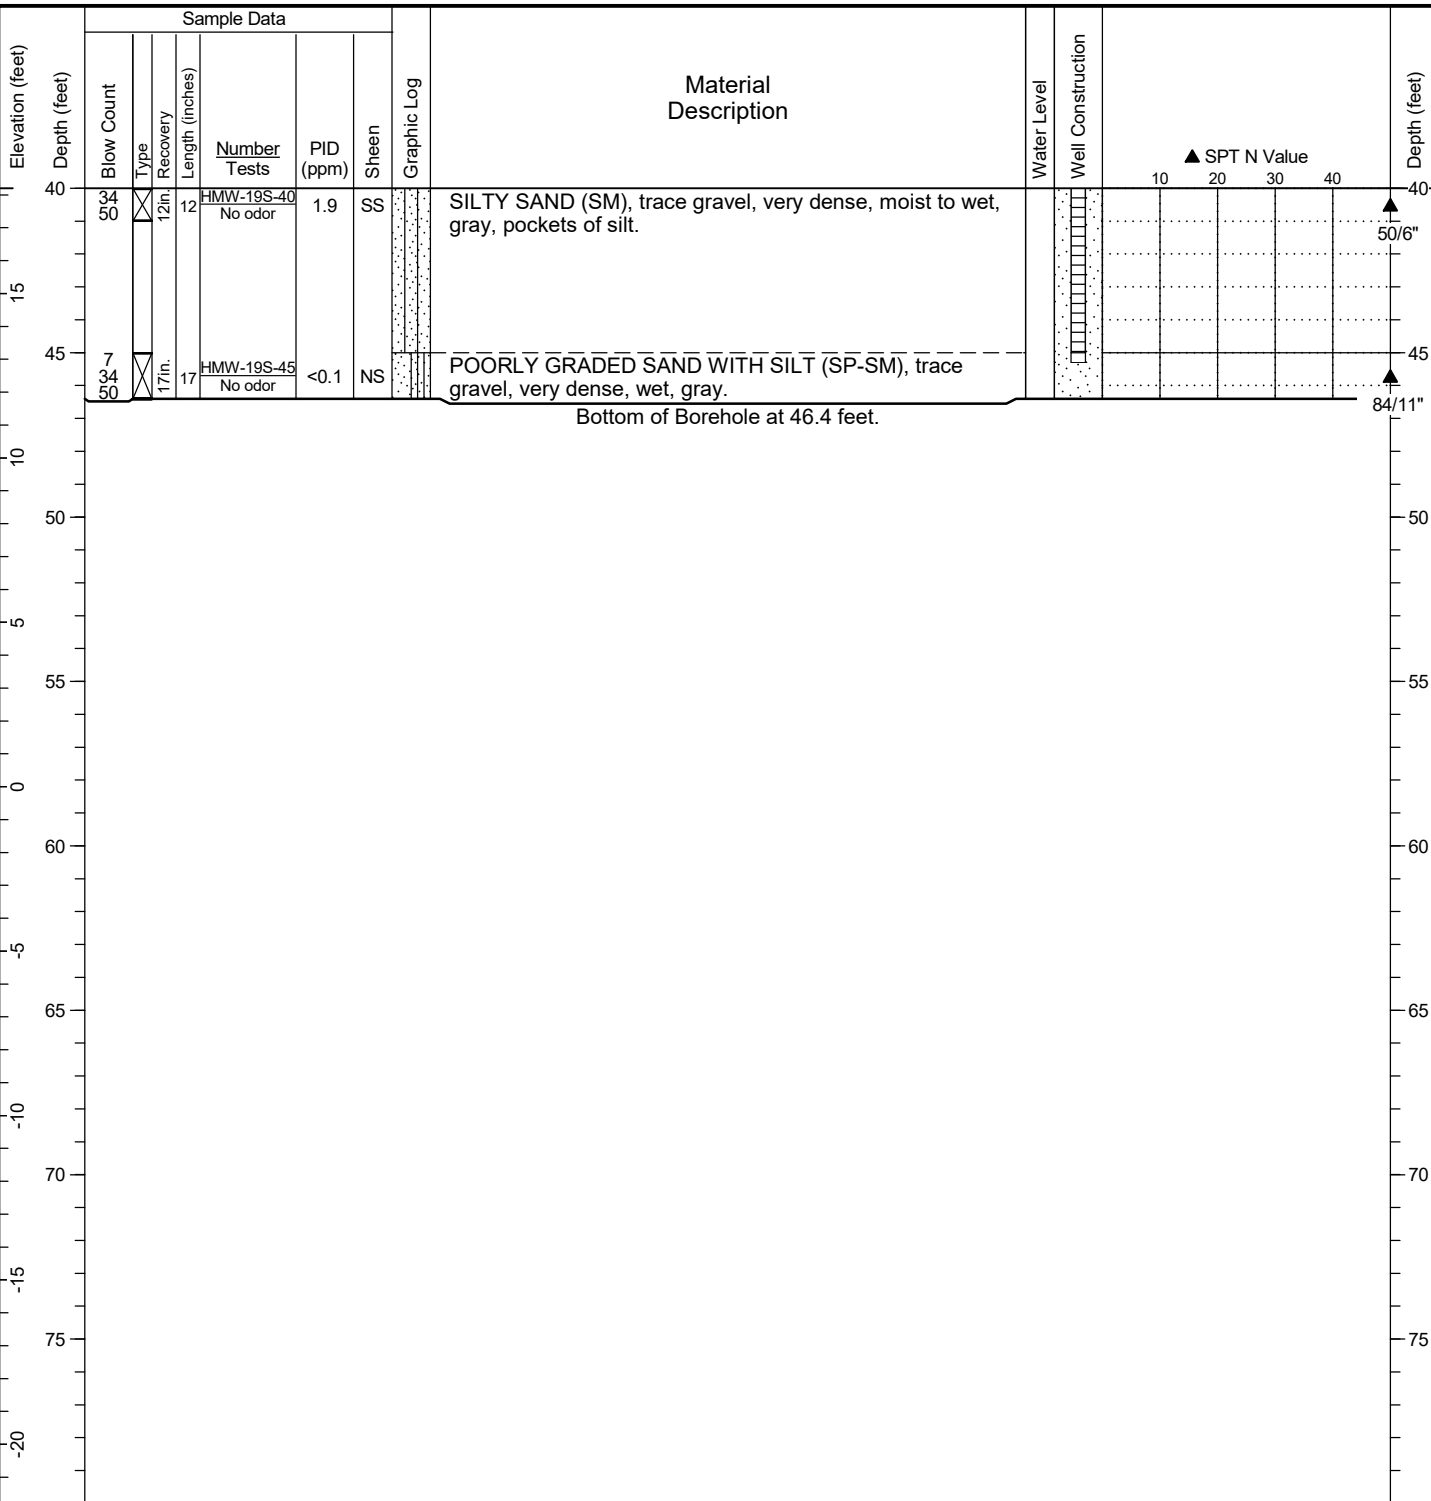 Sample Data
Elevation (feet)
Depth (feet)
Blow Count
Type
Recovery
Length (inches)
Number
Tests
PID
(ppm)
Sheen
Graphic Log
Material
Description
Water Level
Well Construction
▲ SPT N Value
10 20 30 40
Depth (feet)
40
34
50
12in.
12
HMW-19S-40
No odor
1.9
SS
SILTY SAND (SM), trace gravel, very dense, moist to wet,
gray, pockets of silt.
40
50/6"
15
45
7
34
50
17in.
17
HMW-19S-45
No odor
<0.1
NS
POORLY GRADED SAND WITH SILT (SP-SM), trace
gravel, very dense, wet, gray.
45
84/11"
Bottom of Borehole at 46.4 feet.
10
50
50
5
55
55
0
60
60
-5
65
65
-10
70
70
-15
75
75
-20